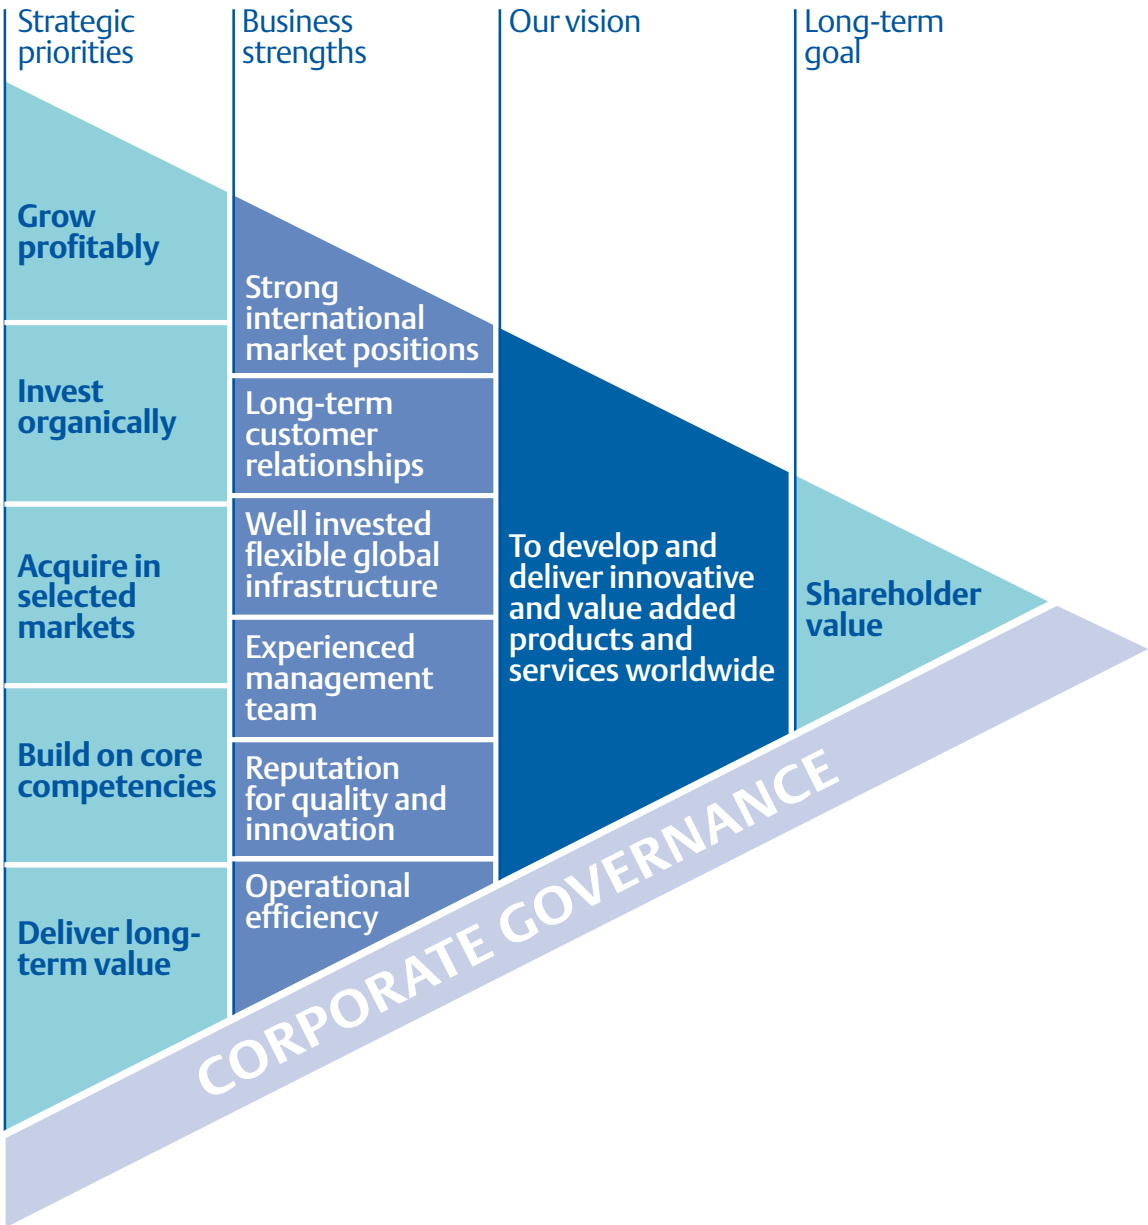 Strategic
priorities
Business
strengths
Our vision
Long-term
goal
Grow
profitably
Invest
organically
Acquire in
selected
markets
Build on core
competencies
Deliver long-
term value
Strong
international
market positions
Long-term
customer
relationships
Well invested
flexible global
infrastructure
Experienced
management
team
Reputation
for quality and
innovation
Operational
efficiency
To develop and
deliver innovative
and value added
products and
services worldwide
Shareholder
value
CORPORATE GOVERNANCE